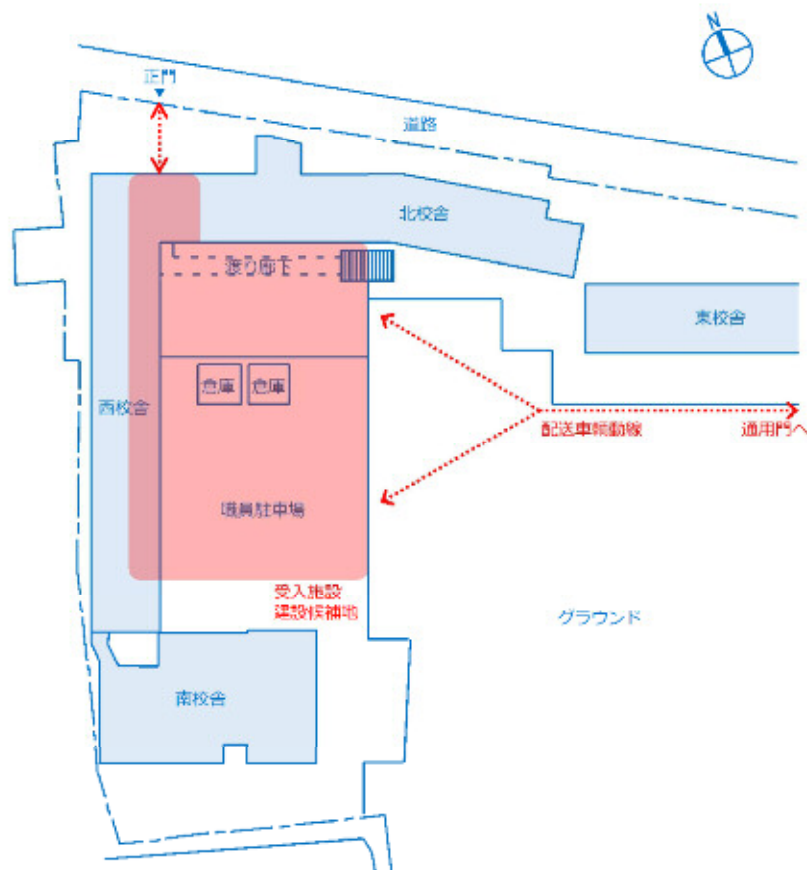 N
正門
道路
北校舎
渡り廊下
東校舎
倉庫
倉庫
西校舎
配送車輌動線
通用門へ
職員駐車場
受入施設
建設候補地
グラウンド
南校舎